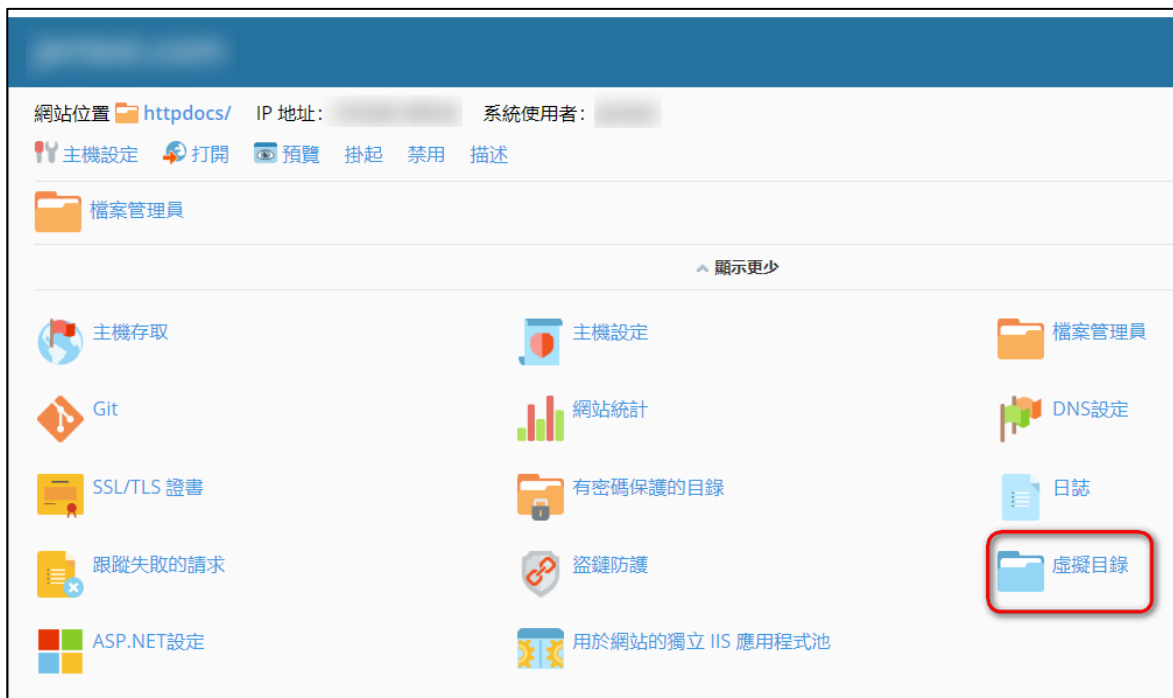 網站位置 httpdocs/ IP 地址： 系統使用者：
主機設定 打開 預覽 掛起 禁用 描述
檔案管理員
顯示更少
主機存取 主機設定 檔案管理員
Git 網站統計 DNS設定
SSL/TLS 證書 有密碼保護的目錄 日誌
跟蹤失敗的請求 盜鏈防護 虛擬目錄
ASP.NET設定 用於網站的獨立 IIS 應用程式池